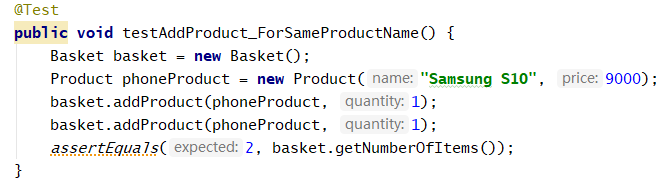 @Test
public void testAddProduct_ForSameProductName() {
Basket basket = new Basket();
Product phoneProduct = new Product( name: "Samsung S10", price: 9000);
basket.addProduct(phoneProduct, quantity: 1);
basket.addProduct(phoneProduct, quantity: 1);
assertEquals( expected: 2, basket.getNumberOfItems());
}